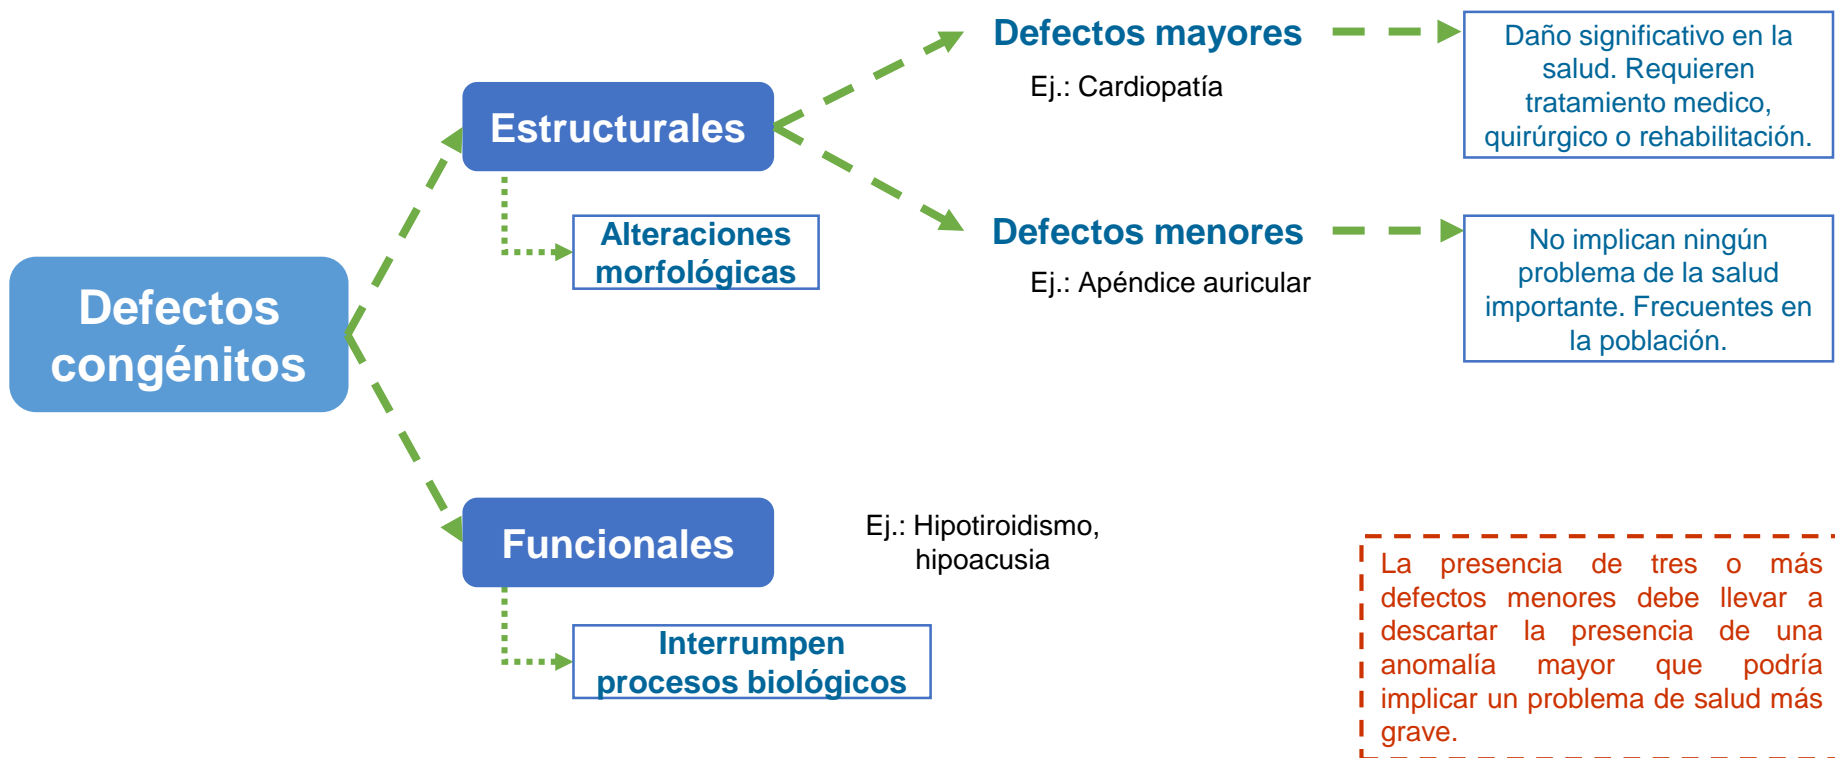 Defectos
congénitos
Estructurales
Alteraciones
morfológicas
Defectos mayores
Ej.: Cardiopatía
Daño significativo en la
salud. Requieren
tratamiento medico,
quirúrgico o rehabilitación.
Defectos menores
Ej.: Apéndice auricular
No implican ningún
problema de la salud
importante. Frecuentes en
la población.
Funcionales
Ej.: Hipotiroidismo,
hipoacusia
Interrumpen
procesos biológicos
La presencia de tres o más
defectos menores debe llevar a
descartar la presencia de una
anomalía mayor que podría
implicar un problema de salud más
grave.